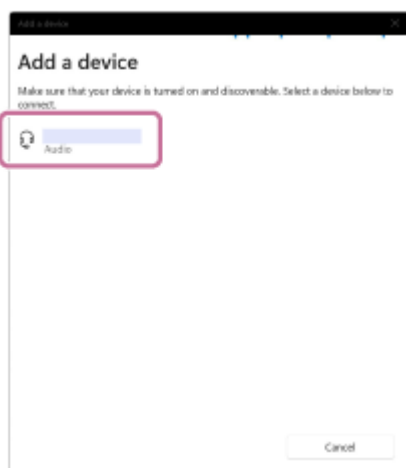 Add a device
Add a device
Make sure that your device is turned on and discoverable. Select a device below to
connect.
Audio
Cancel